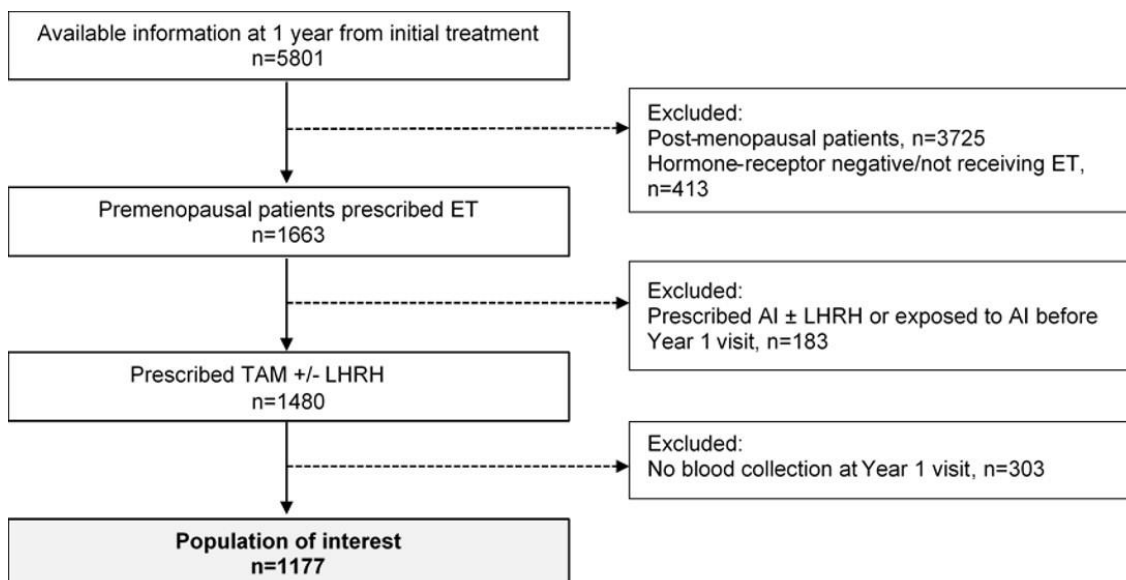 Available information at 1 year from initial treatment
n=5801
Excluded:
Post-menopausal patients, n=3725
Hormone-receptor negative/not receiving ET,
n=413
Premenopausal patients prescribed ET
n=1663
Excluded:
Prescribed AI ± LHRH or exposed to AI before
Year 1 visit, n=183
Prescribed TAM +/- LHRH
n=1480
Excluded:
No blood collection at Year 1 visit, n=303
Population of interest
n=1177